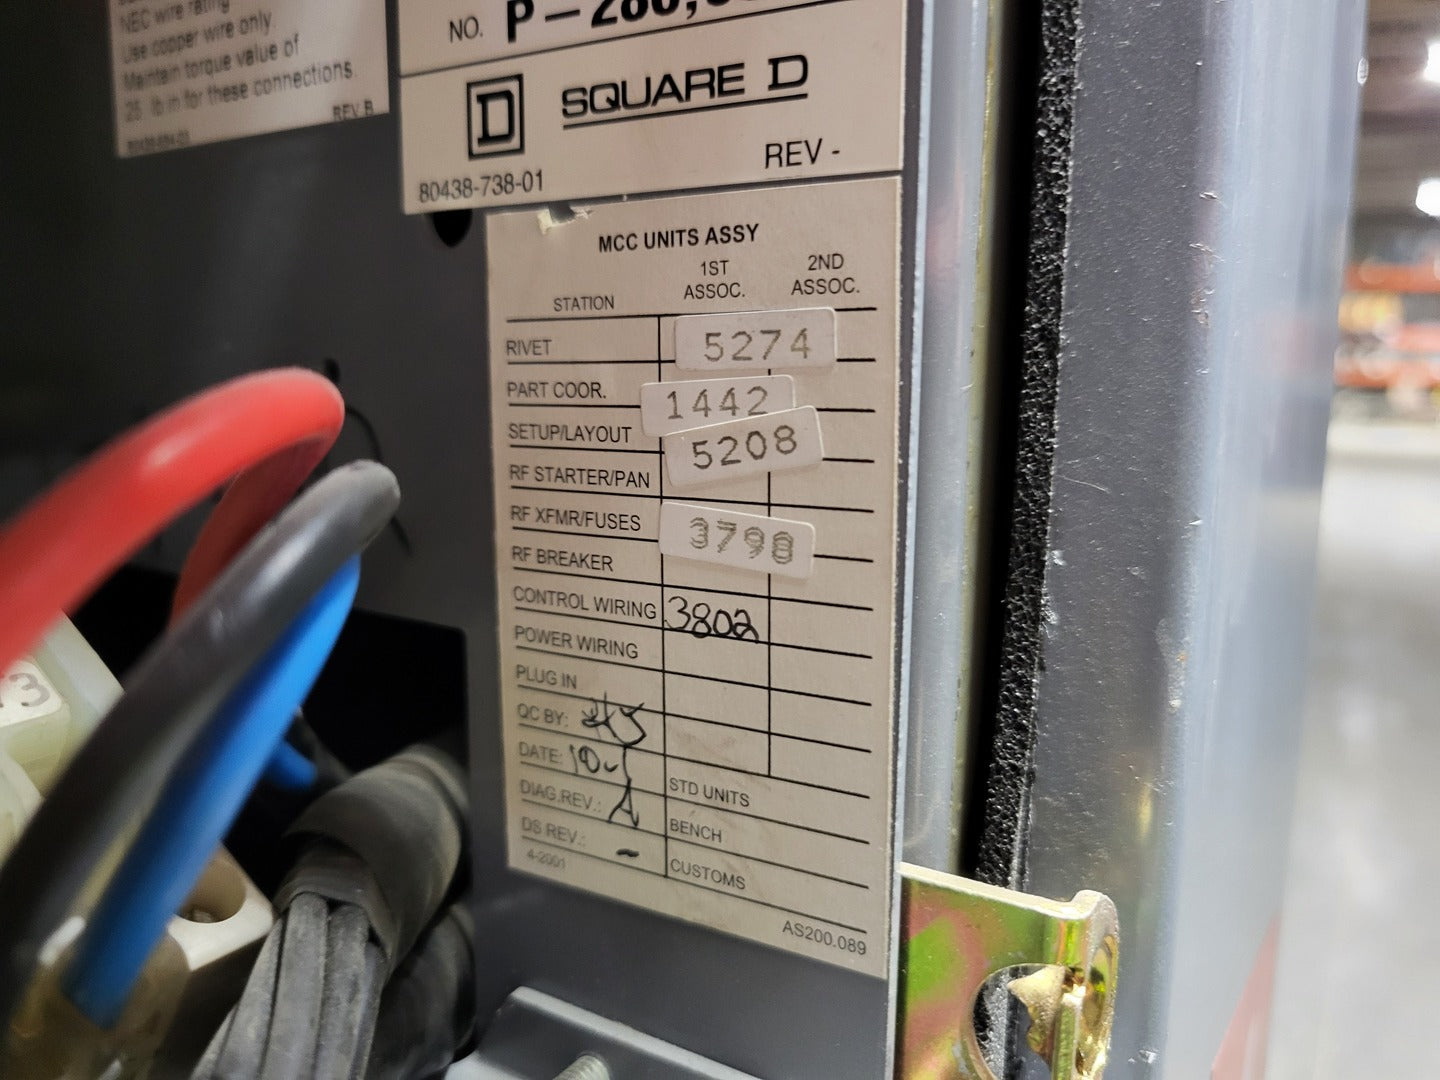 NEC wire rating
Use copper wire only.
Maintain torque value of
25 lb in for these connections.
REV B
NO. P-280,
D SQUARE D
REV -
80438-738-01
MCC UNITS ASSY
STATION 1ST ASSOC. 2ND ASSOC.
RIVET 5274
PART COOR. 1442
SETUP/LAYOUT 5208
RF STARTER/PAN
RF XFMR/FUSES 3798
RF BREAKER
CONTROL WIRING 3802
POWER WIRING
PLUG IN
QC BY:
DATE:
STD UNITS
DIAG.REV.: A
BENCH
DS REV.: -
CUSTOMS
4-2001
AS200.089
3